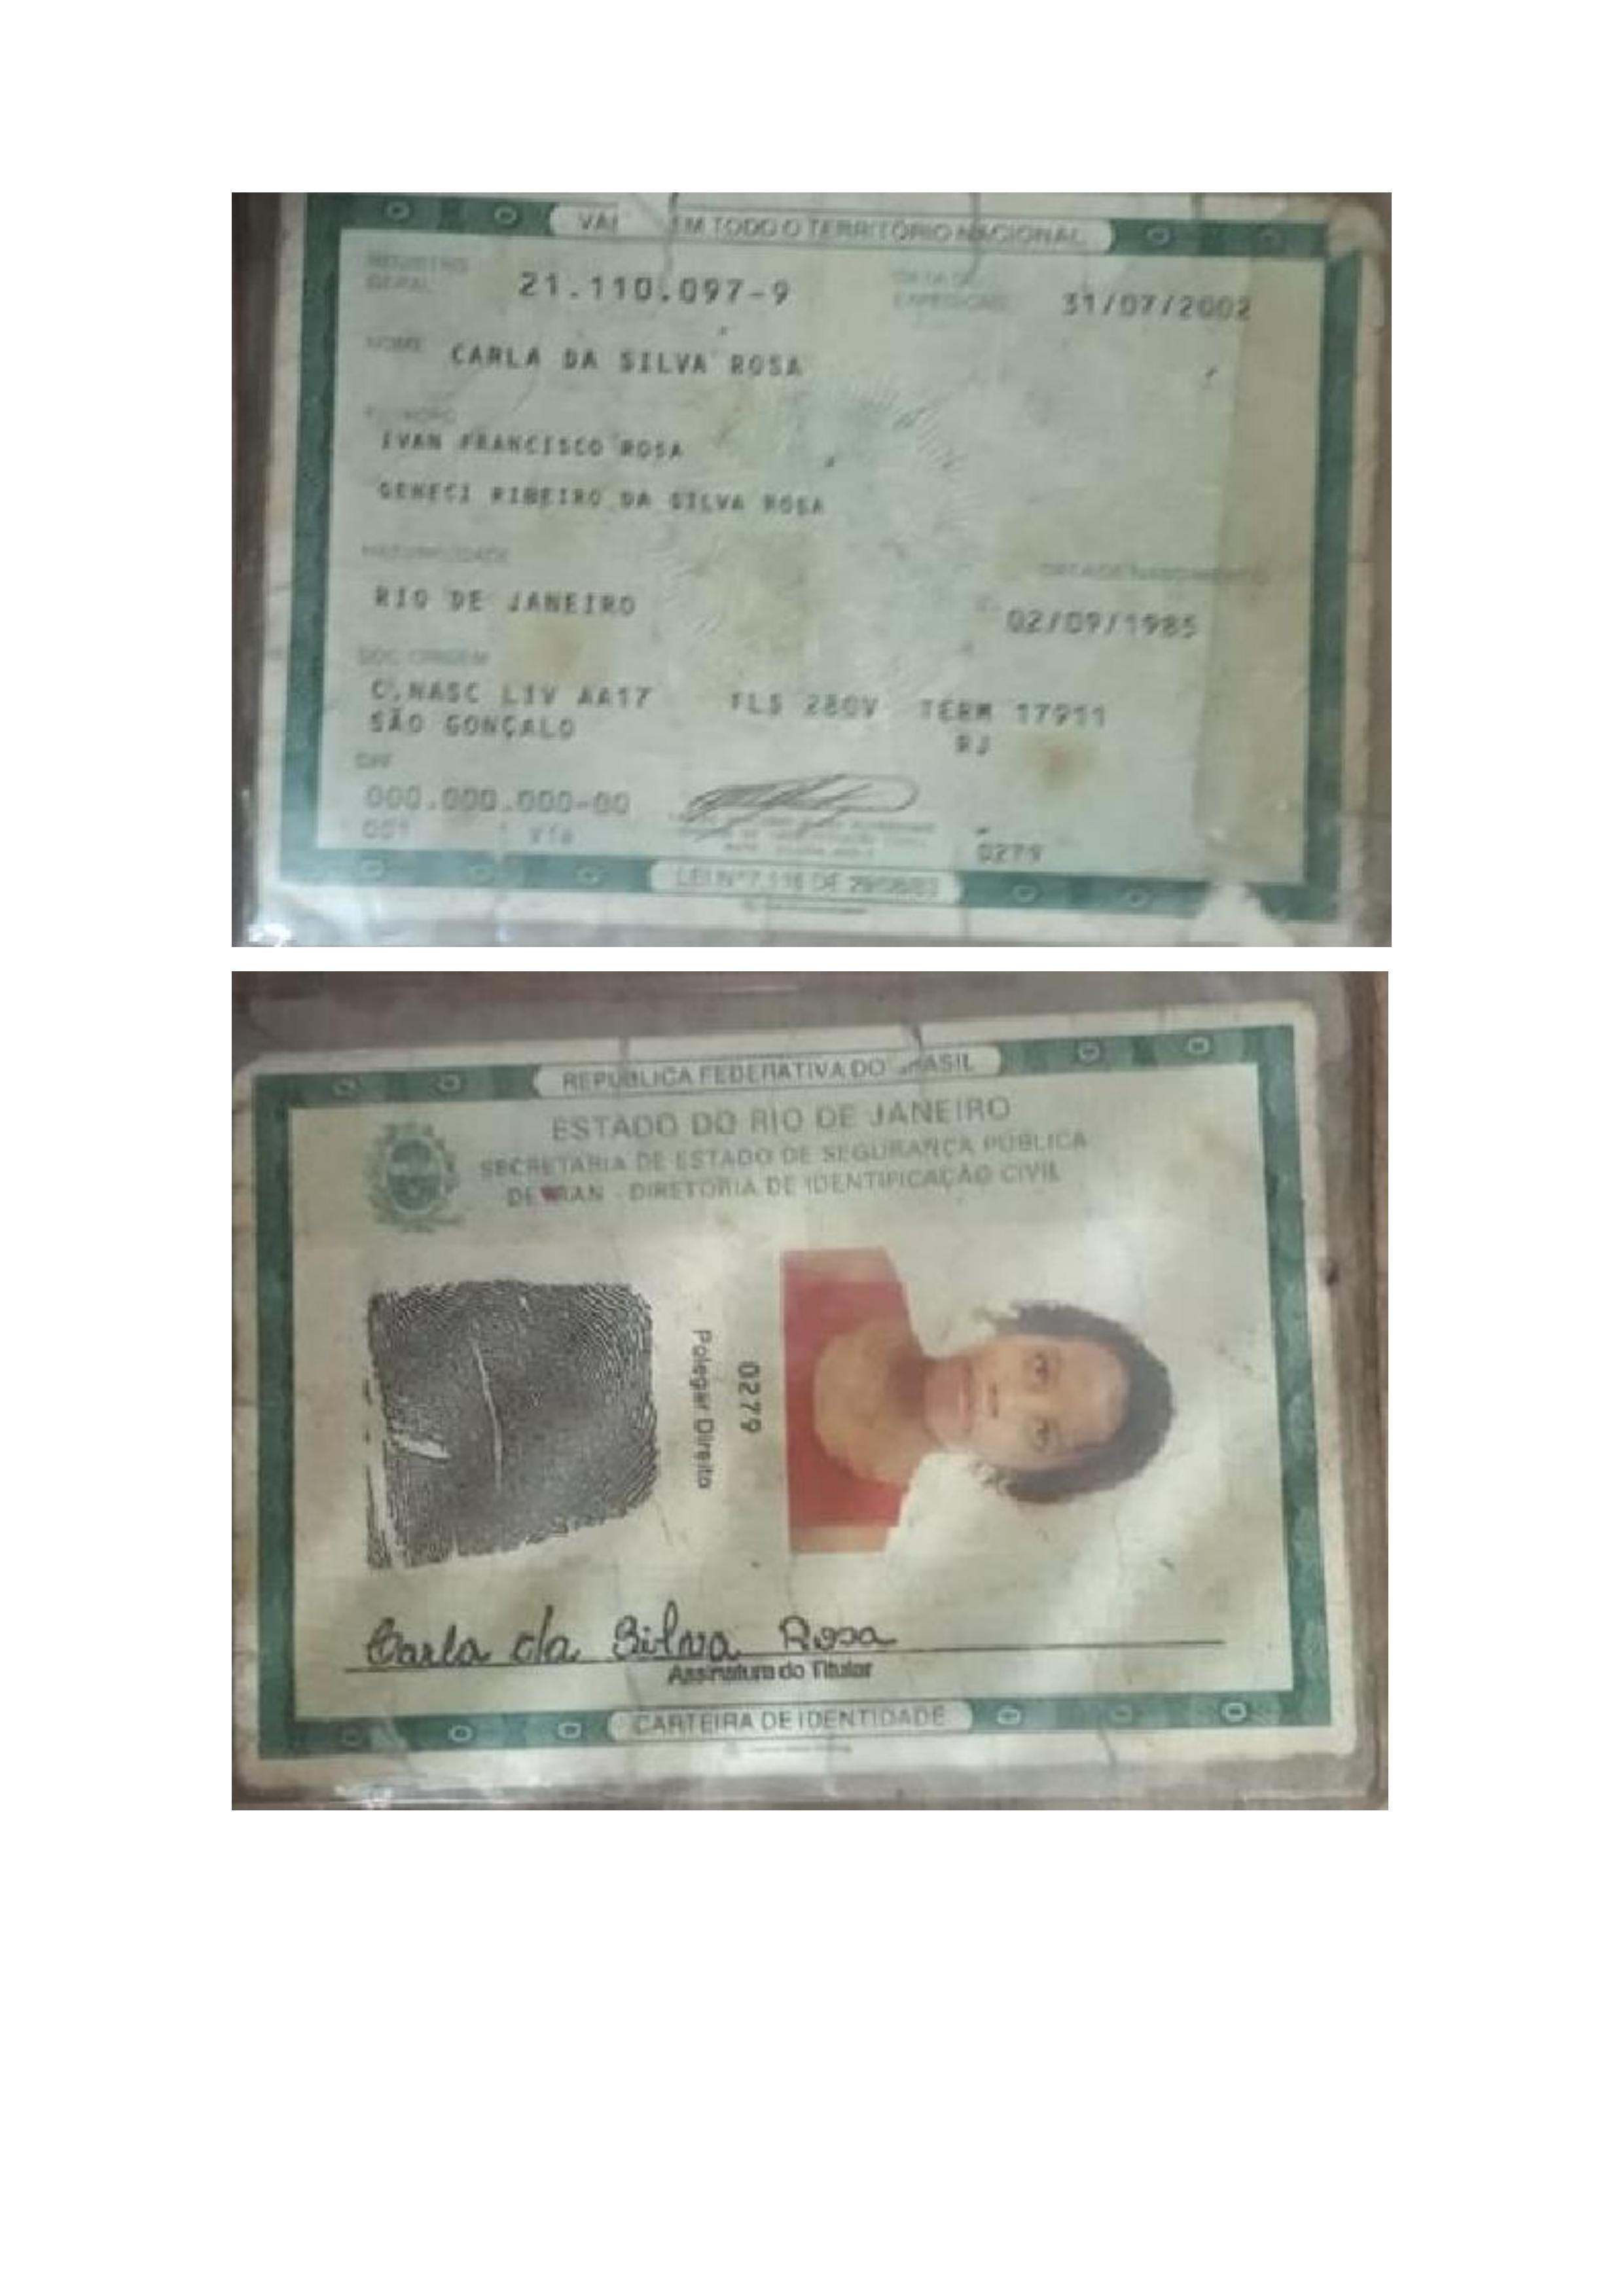 VAL EM TODO O TERRITÓRIO NACIONAL
REGISTRO GERAL 21.110.097-9 DATA DE EXPEDIÇÃO 31/07/2002
NOME CARLA DA SILVA ROSA
FILIAÇÃO
IVAN FRANCISCO ROSA
GENECI RIBEIRO DA SILVA ROSA
NATURALIDADE DATA DE NASCIMENTO
RIO DE JANEIRO 02/09/1985
DOC ORIGEM
C.NASC LIV AA17 FLS 280V TERM 17911
SÃO GONÇALO RJ
CPF
000.000.000-00
001 1 Via 0279
LEI Nº 7.116 DE 29/08/83
REPÚBLICA FEDERATIVA DO BRASIL
ESTADO DO RIO DE JANEIRO
SECRETARIA DE ESTADO DE SEGURANÇA PÚBLICA
DETRAN - DIRETORIA DE IDENTIFICAÇÃO CIVIL
0279
Polegar Direito
Carla da Silva Rosa
Assinatura do Titular
CARTEIRA DE IDENTIDADE